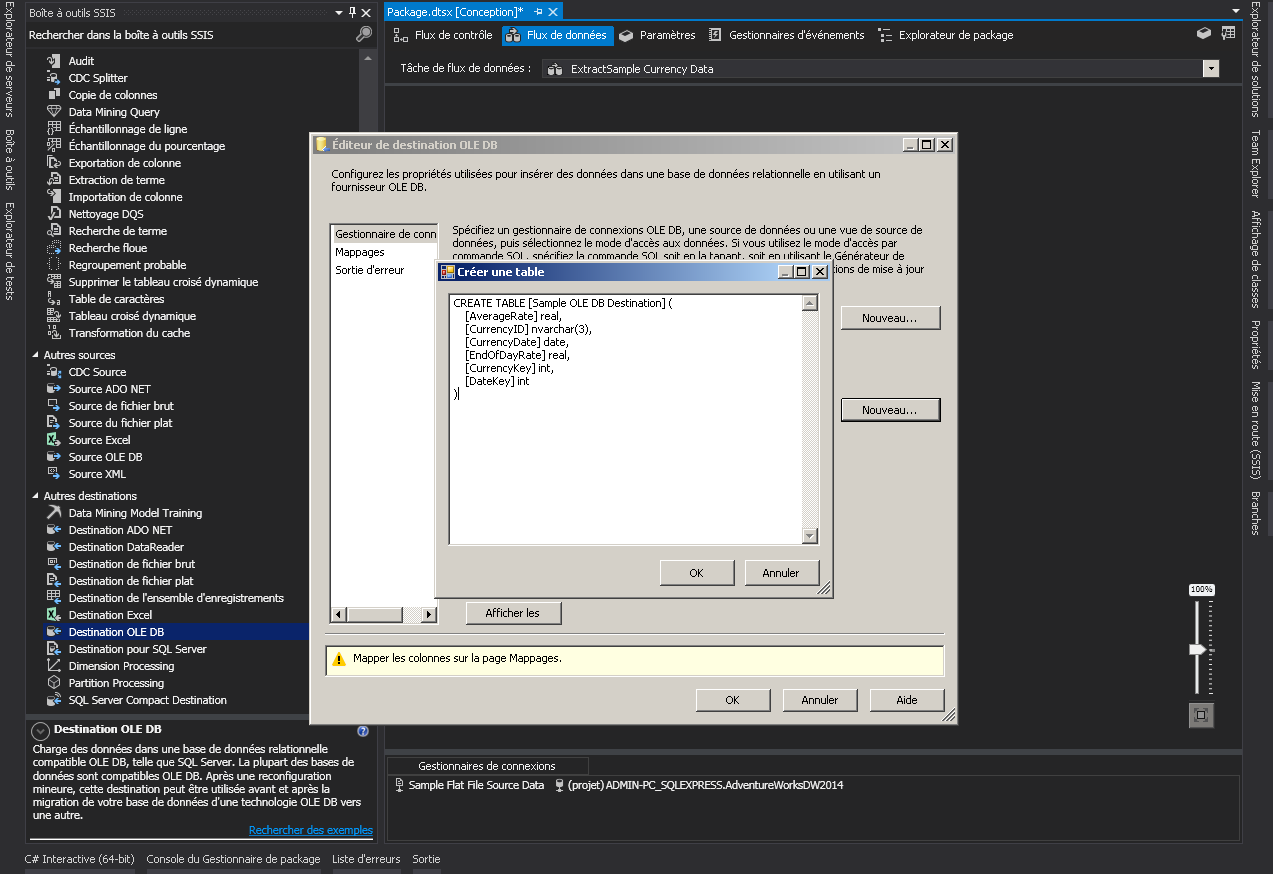 Explorateur de serveurs
Boîte à outils
Explorateur de tests
Boîte à outils SSIS
Rechercher dans la boîte à outils SSIS
Audit
CDC Splitter
Copie de colonnes
Data Mining Query
Échantillonnage de ligne
Échantillonnage du pourcentage
Exportation de colonne
Extraction de terme
Importation de colonne
Nettoyage DQS
Recherche de terme
Recherche floue
Regroupement probable
Supprimer le tableau croisé dynamique
Table de caractères
Tableau croisé dynamique
Transformation du cache
Autres sources
CDC Source
Source ADO NET
Source de fichier brut
Source du fichier plat
Source Excel
Source OLE DB
Source XML
Autres destinations
Data Mining Model Training
Destination ADO NET
Destination DataReader
Destination de fichier brut
Destination de fichier plat
Destination de l'ensemble d'enregistrements
Destination Excel
Destination OLE DB
Destination pour SQL Server
Dimension Processing
Partition Processing
SQL Server Compact Destination
Destination OLE DB
Charge des données dans une base de données relationnelle
compatible OLE DB, telle que SQL Server. La plupart des bases de
données sont compatibles OLE DB. Après une reconfiguration
mineure, cette destination peut être utilisée avant et après la
migration de votre base de données d'une technologie OLE DB vers
une autre.
Rechercher des exemples
Package.dtsx [Conception]*
Flux de contrôle
Flux de données
Paramètres
Gestionnaires d'événements
Explorateur de package
Tâche de flux de données :
ExtractSample Currency Data
Éditeur de destination OLE DB
Configurez les propriétés utilisées pour insérer des données dans une base de données relationnelle en utilisant un
fournisseur OLE DB.
Gestionnaire de conn
Mappages
Sortie d'erreur
Spécifiez un gestionnaire de connexions OLE DB, une source de données ou une vue de source de
données, puis sélectionnez le mode d'accès aux données. Si vous utilisez le mode d'accès par
commande SQL, spécifiez la commande SQL soit en la tapant, soit en utilisant le Générateur de
ions de mise à jour
Créer une table
CREATE TABLE [Sample OLE DB Destination] (
[AverageRate] real,
[CurrencyID] nvarchar(3),
[CurrencyDate] date,
[EndOfDayRate] real,
[CurrencyKey] int,
[DateKey] int
)
OK
Annuler
Nouveau...
Nouveau...
Afficher les
Mapper les colonnes sur la page Mappages.
OK
Annuler
Aide
100%
Gestionnaires de connexions
Sample Flat File Source Data
(projet) ADMIN-PC_SQLEXPRESS.AdventureWorksDW2014
Explorateur de solutions
Team Explorer
Affichage de classes
Propriétés
Mise en route (SSIS)
Branches
C# Interactive (64-bit)
Console du Gestionnaire de package
Liste d'erreurs
Sortie